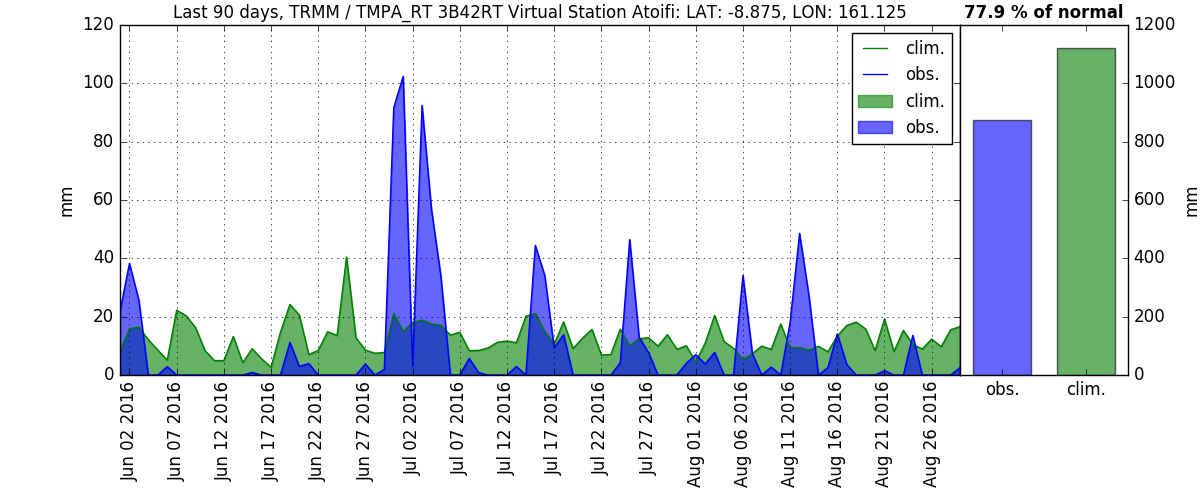 Last 90 days, TRMM / TMPA_RT 3B42RT Virtual Station Atoifi: LAT: -8.875, LON: 161.125
77.9 % of normal
120
100
80
60
40
20
0
mm
clim.
obs.
clim.
obs.
Jun 02 2016
Jun 07 2016
Jun 12 2016
Jun 17 2016
Jun 22 2016
Jun 27 2016
Jul 02 2016
Jul 07 2016
Jul 12 2016
Jul 17 2016
Jul 22 2016
Jul 27 2016
Aug 01 2016
Aug 06 2016
Aug 11 2016
Aug 16 2016
Aug 21 2016
Aug 26 2016
1200
1000
800
600
400
200
0
mm
obs.
clim.